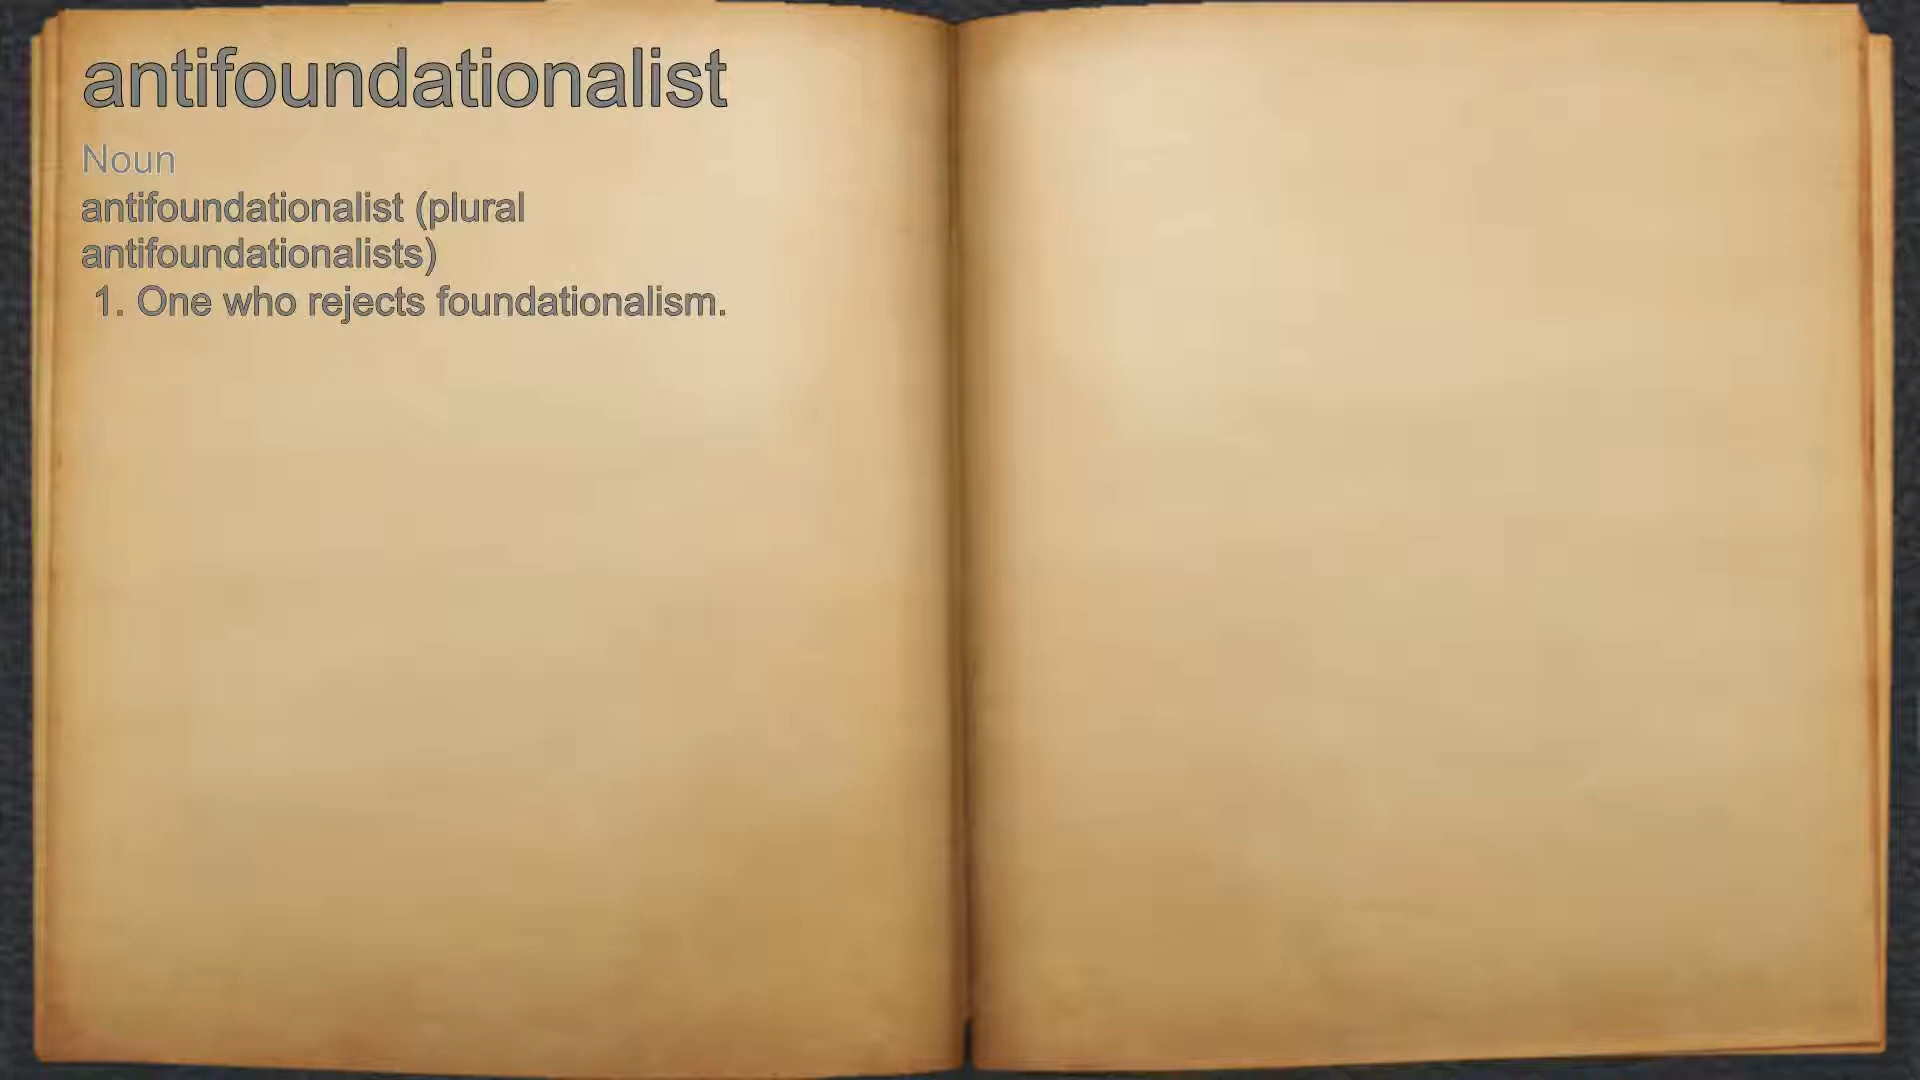 antifoundationalist
Noun
antifoundationalist (plural
antifoundationalists)
1. One who rejects foundationalism.